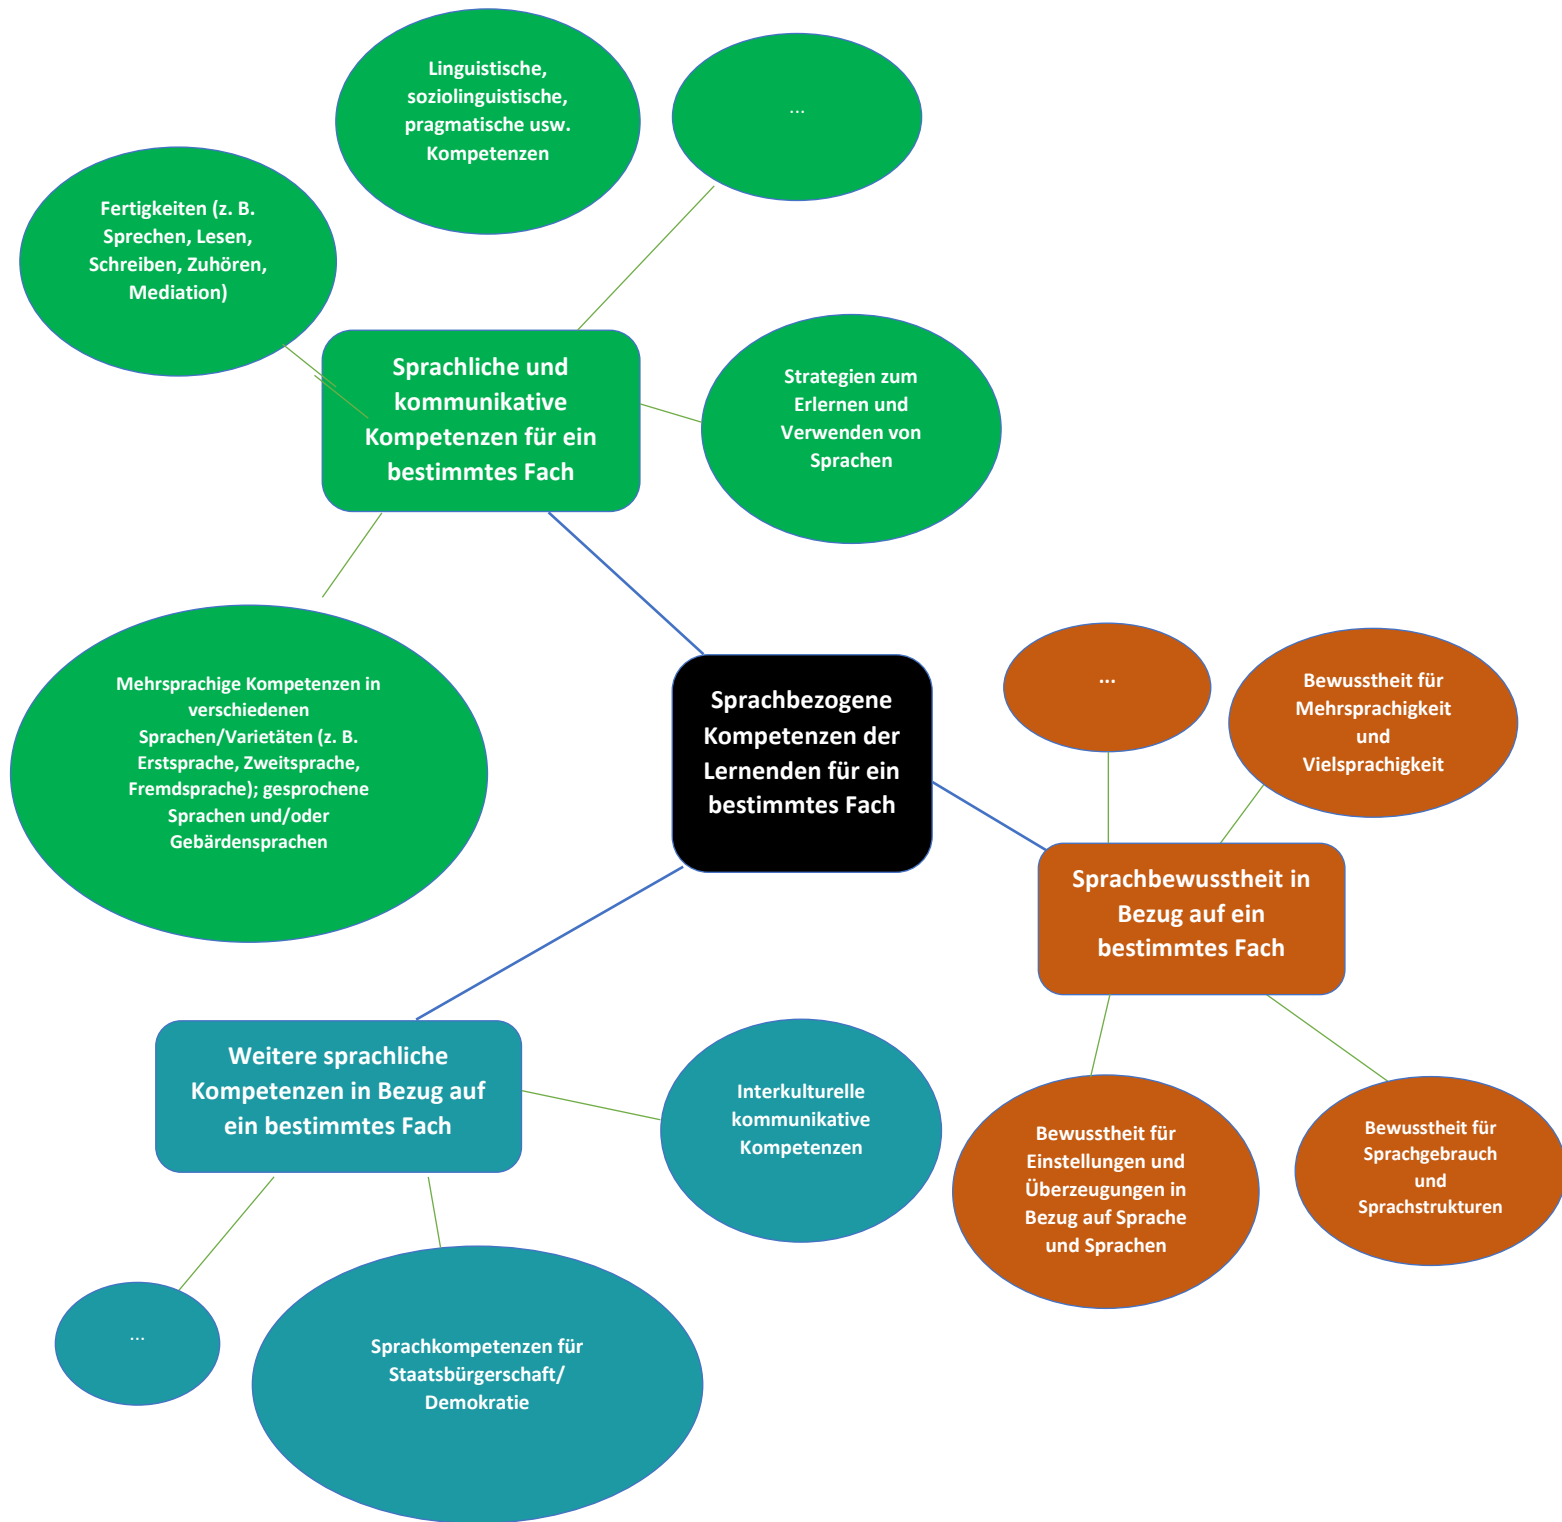 Linguistische,
soziolinguistische,
pragmatische usw.
Kompetenzen
...
Fertigkeiten (z. B.
Sprechen, Lesen,
Schreiben, Zuhören,
Mediation)
Sprachliche und
kommunikative
Kompetenzen für ein
bestimmtes Fach
Strategien zum
Erlernen und
Verwenden von
Sprachen
Mehrsprachige Kompetenzen in
verschiedenen
Sprachen/Varietäten (z. B.
Erstsprache, Zweitsprache,
Fremdsprache); gesprochene
Sprachen und/oder
Gebärdensprachen
Sprachbezogene
Kompetenzen der
Lernenden für ein
bestimmtes Fach
...
Bewusstheit für
Mehrsprachigkeit
und
Vielsprachigkeit
Sprachbewusstheit in
Bezug auf ein
bestimmtes Fach
Weitere sprachliche
Kompetenzen in Bezug auf
ein bestimmtes Fach
Interkulturelle
kommunikative
Kompetenzen
Bewusstheit für
Einstellungen und
Überzeugungen in
Bezug auf Sprache
und Sprachen
Bewusstheit für
Sprachgebrauch
und
Sprachstrukturen
...
Sprachkompetenzen für
Staatsbürgerschaft/
Demokratie